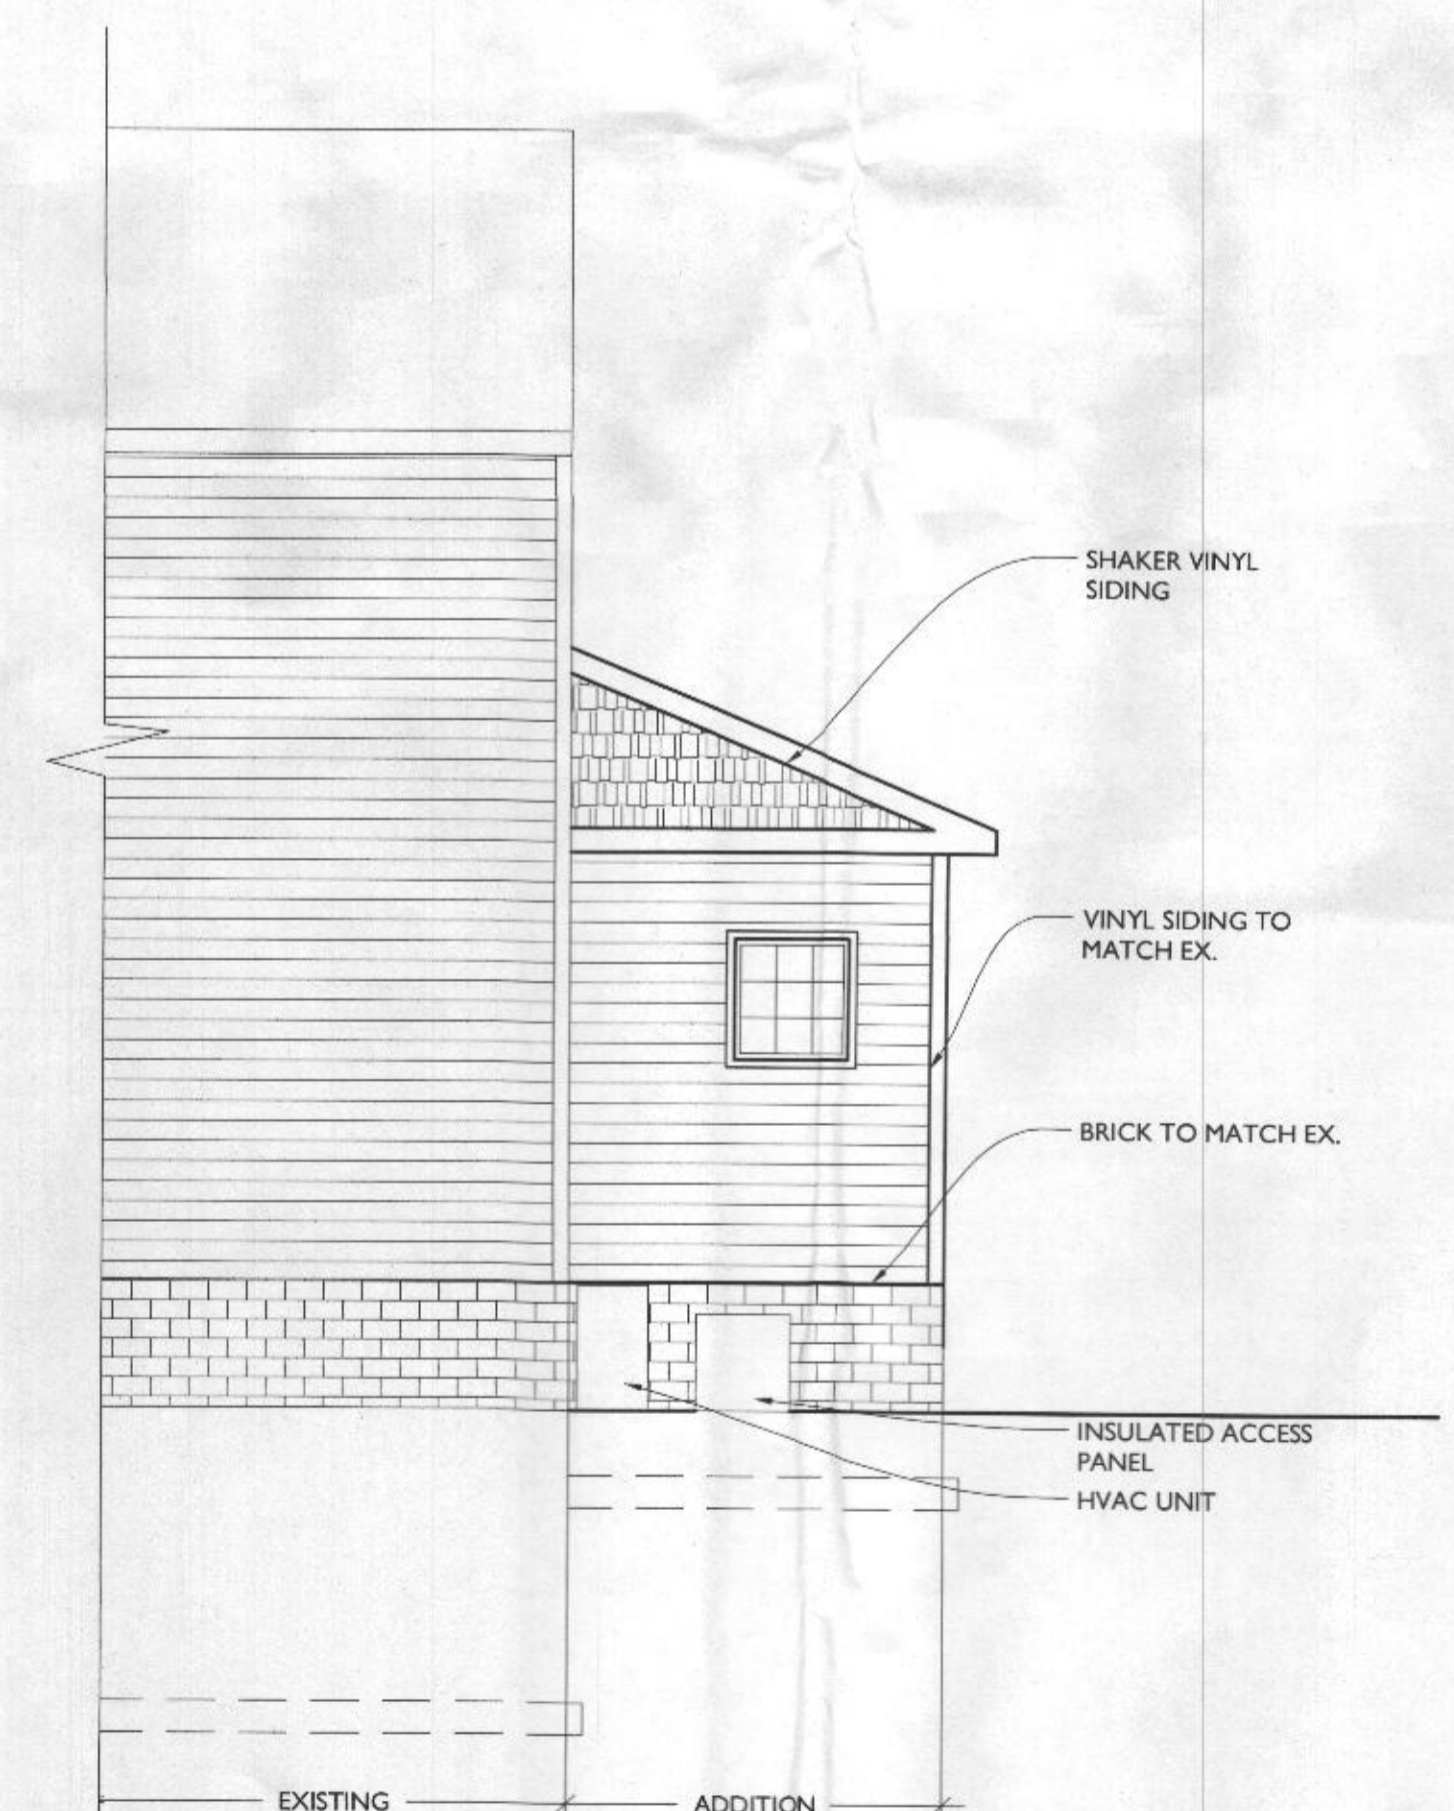 SHAKER VINYL
SIDING
VINYL SIDING TO
MATCH EX.
BRICK TO MATCH EX.
INSULATED ACCESS
PANEL
HVAC UNIT
EXISTING
ADDITION